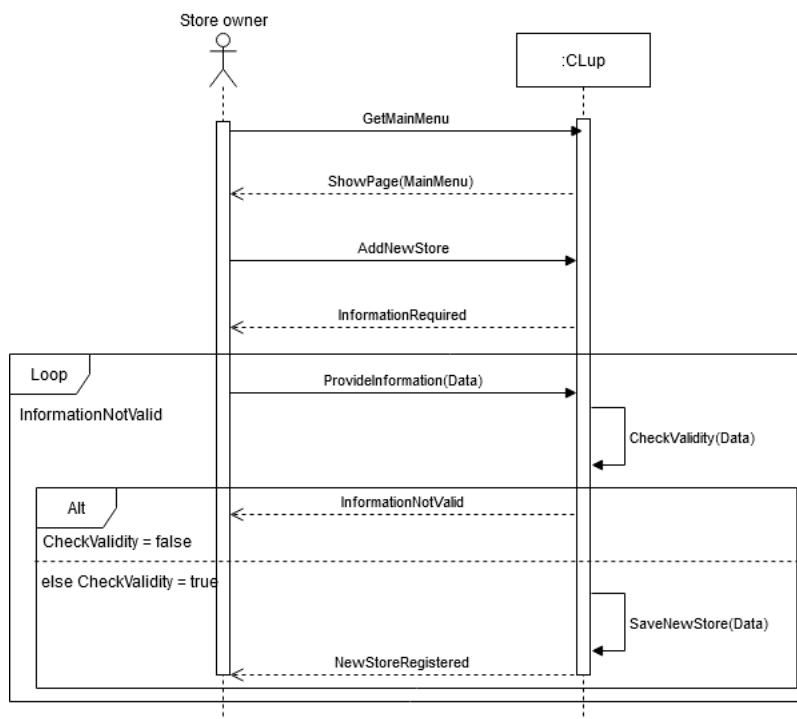 Store owner
:CLup
GetMainMenu
ShowPage(MainMenu)
AddNewStore
InformationRequired
Loop
ProvideInformation(Data)
InformationNotValid
CheckValidity(Data)
Alt
InformationNotValid
CheckValidity = false
else CheckValidity = true
SaveNewStore(Data)
NewStoreRegistered